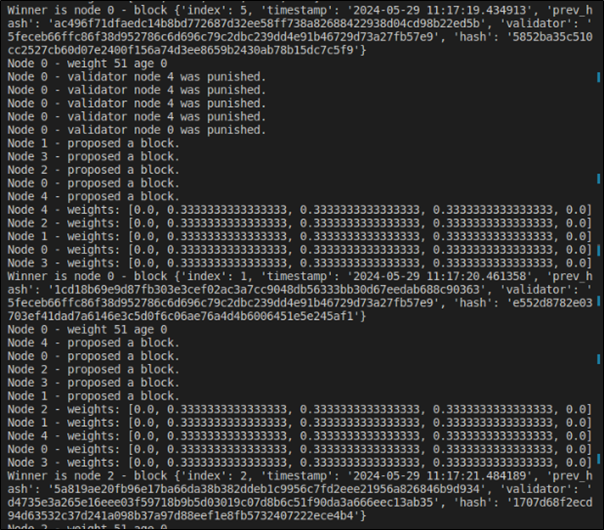 Winner is node 0 - block {'index': 5, 'timestamp': '2024-05-29 11:17:19.434913', 'prev_h
ash': 'ac496f71dfaedc14b8bd772687d32ee58ff738a82688422938d04cd98b22ed5b', 'validator': '
5feceb66ffc86f38d952786c6d696c79c2dbc239dd4e91b46729d73a27fb57e9', 'hash': '5852ba35c510
cc2527cb60d07e2400f156a74d3ee8659b2430ab78b15dc7c5f9'}
Node 0 - weight 51 age 0
Node 0 - validator node 4 was punished.
Node 0 - validator node 4 was punished.
Node 0 - validator node 4 was punished.
Node 0 - validator node 4 was punished.
Node 0 - validator node 0 was punished.
Node 1 - proposed a block.
Node 3 - proposed a block.
Node 2 - proposed a block.
Node 0 - proposed a block.
Node 4 - proposed a block.
Node 4 - weights: [0.0, 0.3333333333333333, 0.3333333333333333, 0.3333333333333333, 0.0]
Node 2 - weights: [0.0, 0.3333333333333333, 0.3333333333333333, 0.3333333333333333, 0.0]
Node 1 - weights: [0.0, 0.3333333333333333, 0.3333333333333333, 0.3333333333333333, 0.0]
Node 0 - weights: [0.0, 0.3333333333333333, 0.3333333333333333, 0.3333333333333333, 0.0]
Node 3 - weights: [0.0, 0.3333333333333333, 0.3333333333333333, 0.3333333333333333, 0.0]
Winner is node 0 - block {'index': 1, 'timestamp': '2024-05-29 11:17:20.461358', 'prev_h
ash': '1cd18b69e9d87fb303e3cef02ac3a7cc9048db56333bb30d67eedab688c90363', 'validator': '
5feceb66ffc86f38d952786c6d696c79c2dbc239dd4e91b46729d73a27fb57e9', 'hash': 'e552d8782e03
703ef41dad7a6146e3c5d0f6c06ae76a4d4b6006451e5e245af1'}
Node 0 - weight 51 age 0
Node 4 - proposed a block.
Node 0 - proposed a block.
Node 2 - proposed a block.
Node 3 - proposed a block.
Node 1 - proposed a block.
Node 2 - weights: [0.0, 0.3333333333333333, 0.3333333333333333, 0.3333333333333333, 0.0]
Node 1 - weights: [0.0, 0.3333333333333333, 0.3333333333333333, 0.3333333333333333, 0.0]
Node 4 - weights: [0.0, 0.3333333333333333, 0.3333333333333333, 0.3333333333333333, 0.0]
Node 0 - weights: [0.0, 0.3333333333333333, 0.3333333333333333, 0.3333333333333333, 0.0]
Node 3 - weights: [0.0, 0.3333333333333333, 0.3333333333333333, 0.3333333333333333, 0.0]
Winner is node 2 - block {'index': 2, 'timestamp': '2024-05-29 11:17:21.484189', 'prev_h
ash': '5a819ae20fb96e17ba66da38b382ddeb1c9956c7fd2eee21956a826846b9d934', 'validator': '
d4735e3a265e16eee03f59718b9b5d03019c07d8b6c51f90da3a666eec13ab35', 'hash': '1707d68f2ecd
94d63532c37d241a098b37a97d88eef1e8fb5732407222ece4b4'}
Node 2 - weight 51 age 0